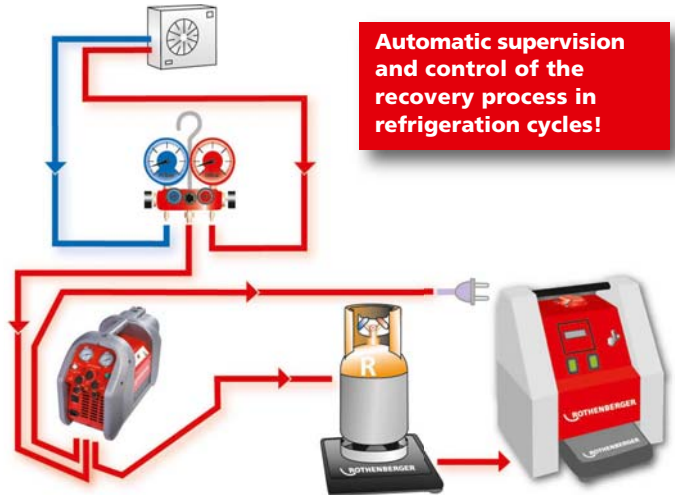 Automatic supervision
and control of the
recovery process in
refrigeration cycles!
R
ROTHENBERGER
ROTHENBERGER
ROTHENBERGER